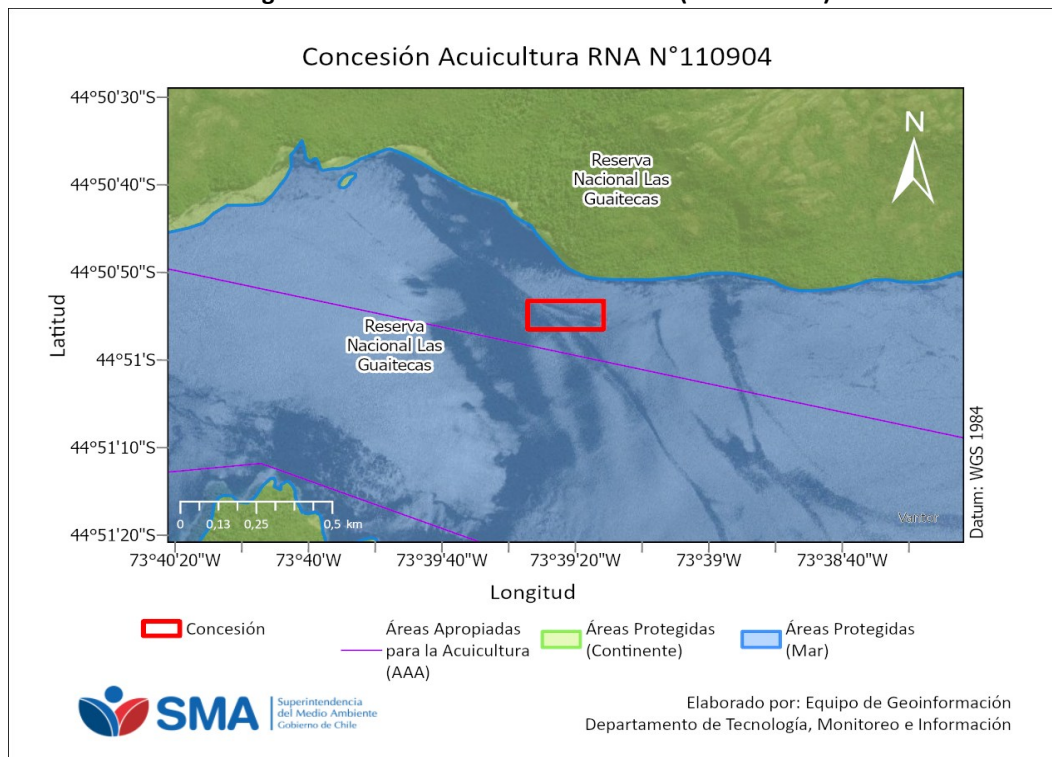 Concesión Acuicultura RNA N°110904
44°50'30"S
44°50'40"S
44°50'50"S
44°51'S
44°51'10"S
44°51'20"S
Latitud
N
Reserva
Nacional Las
Guaitecas
Reserva
Nacional Las
Guaitecas
0 0,13 0,25 0,5 km
Vantor
Datum: WGS 1984
73°40'20"W 73°40'W 73°39'40"W 73°39'20"W 73°39'W 73°38'40"W
Longitud
Concesión
Áreas Apropiadas
para la Acuicultura
(AAA)
Áreas Protegidas
(Continente)
Áreas Protegidas
(Mar)
SMA
Superintendencia
del Medio Ambiente
Gobierno de Chile
Elaborado por: Equipo de Geoinformación
Departamento de Tecnología, Monitoreo e Información